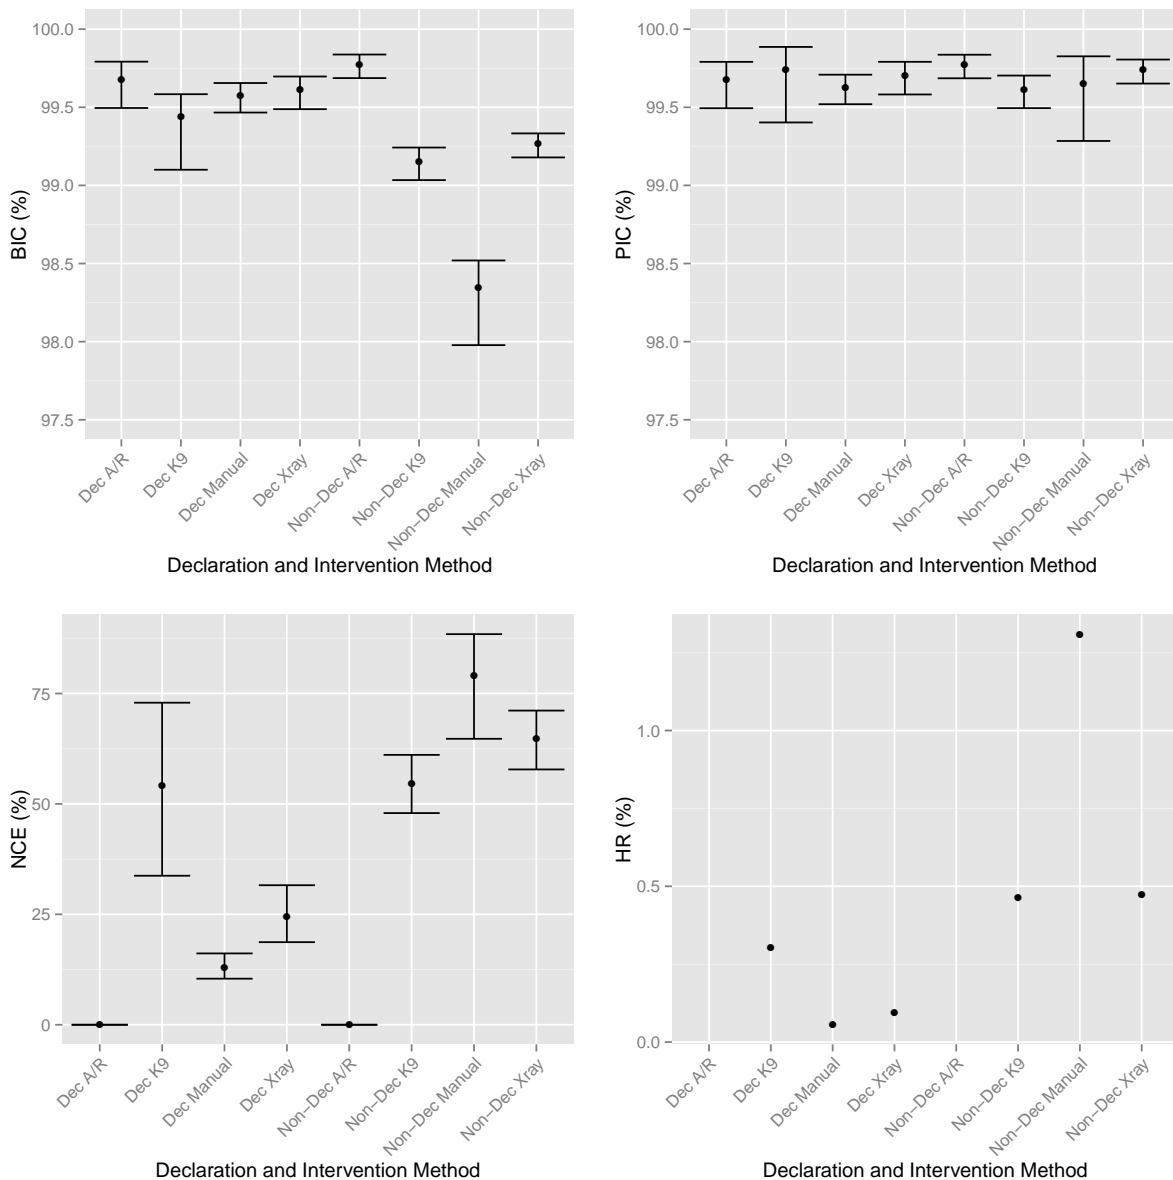 BIC (%)
100.0
99.5
99.0
98.5
98.0
97.5
Dec A/R
Dec K9
Dec Manual
Dec Xray
Non−Dec A/R
Non−Dec K9
Non−Dec Manual
Non−Dec Xray
Declaration and Intervention Method
PIC (%)
100.0
99.5
99.0
98.5
98.0
97.5
Dec A/R
Dec K9
Dec Manual
Dec Xray
Non−Dec A/R
Non−Dec K9
Non−Dec Manual
Non−Dec Xray
Declaration and Intervention Method
NCE (%)
75
50
25
0
Dec A/R
Dec K9
Dec Manual
Dec Xray
Non−Dec A/R
Non−Dec K9
Non−Dec Manual
Non−Dec Xray
Declaration and Intervention Method
HR (%)
1.0
0.5
0.0
Dec A/R
Dec K9
Dec Manual
Dec Xray
Non−Dec A/R
Non−Dec K9
Non−Dec Manual
Non−Dec Xray
Declaration and Intervention Method